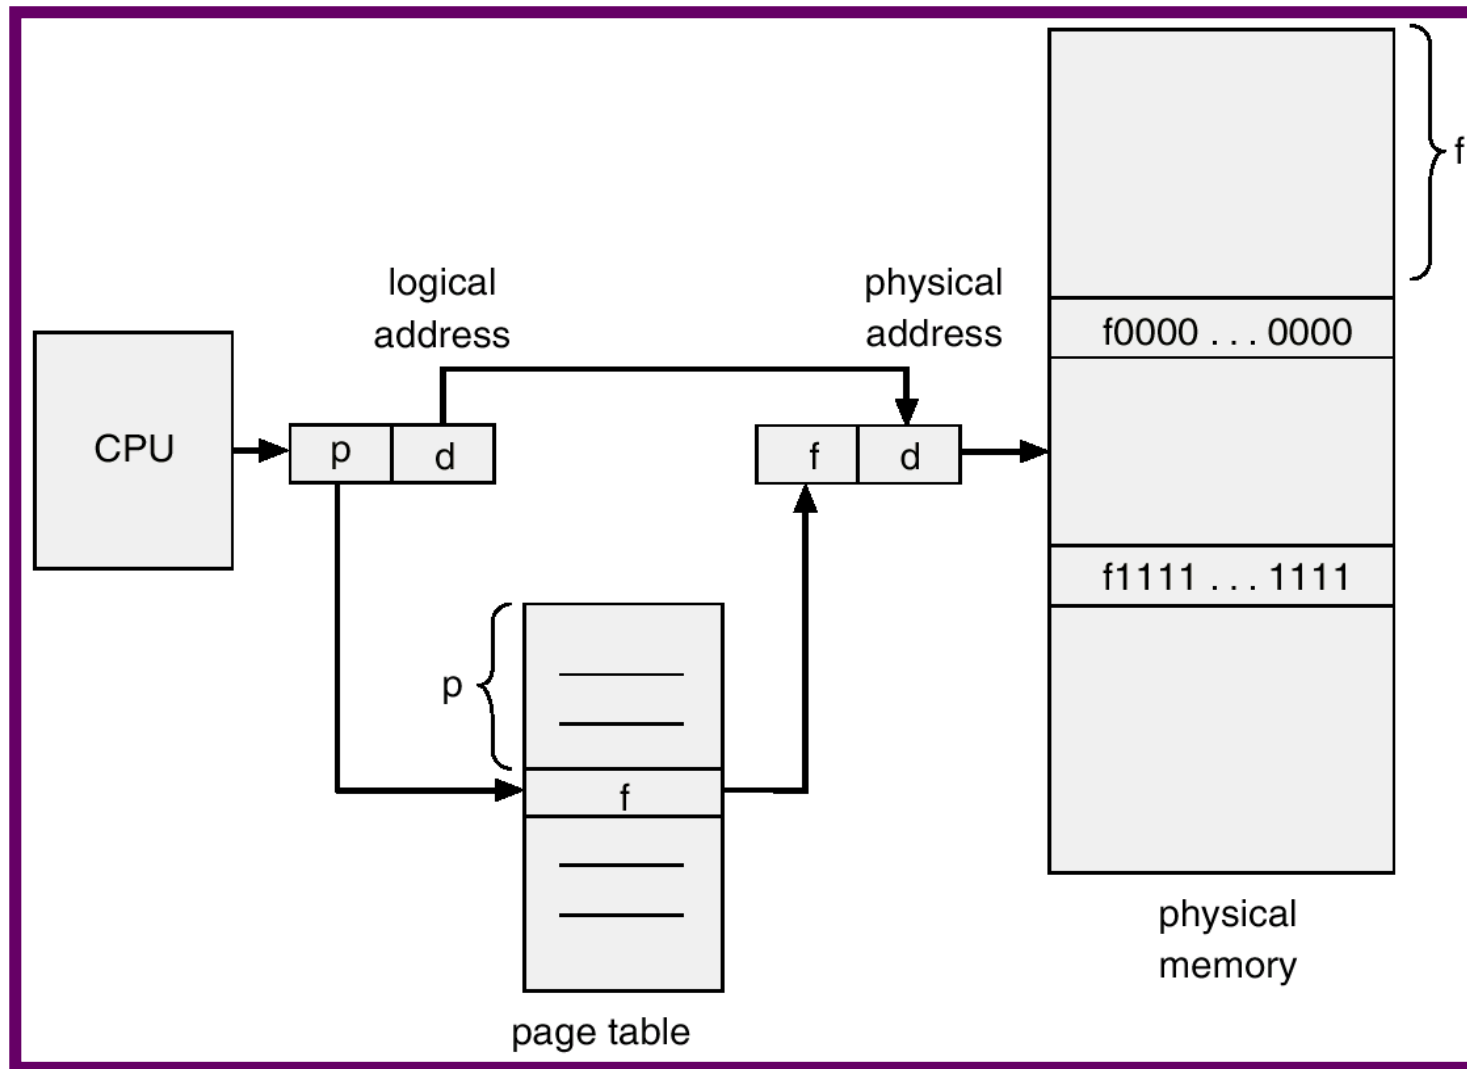 f
f0000 . . . 0000
logical
address
physical
address
CPU
p
d
f
d
f1111 . . . 1111
p
f
physical
memory
page table